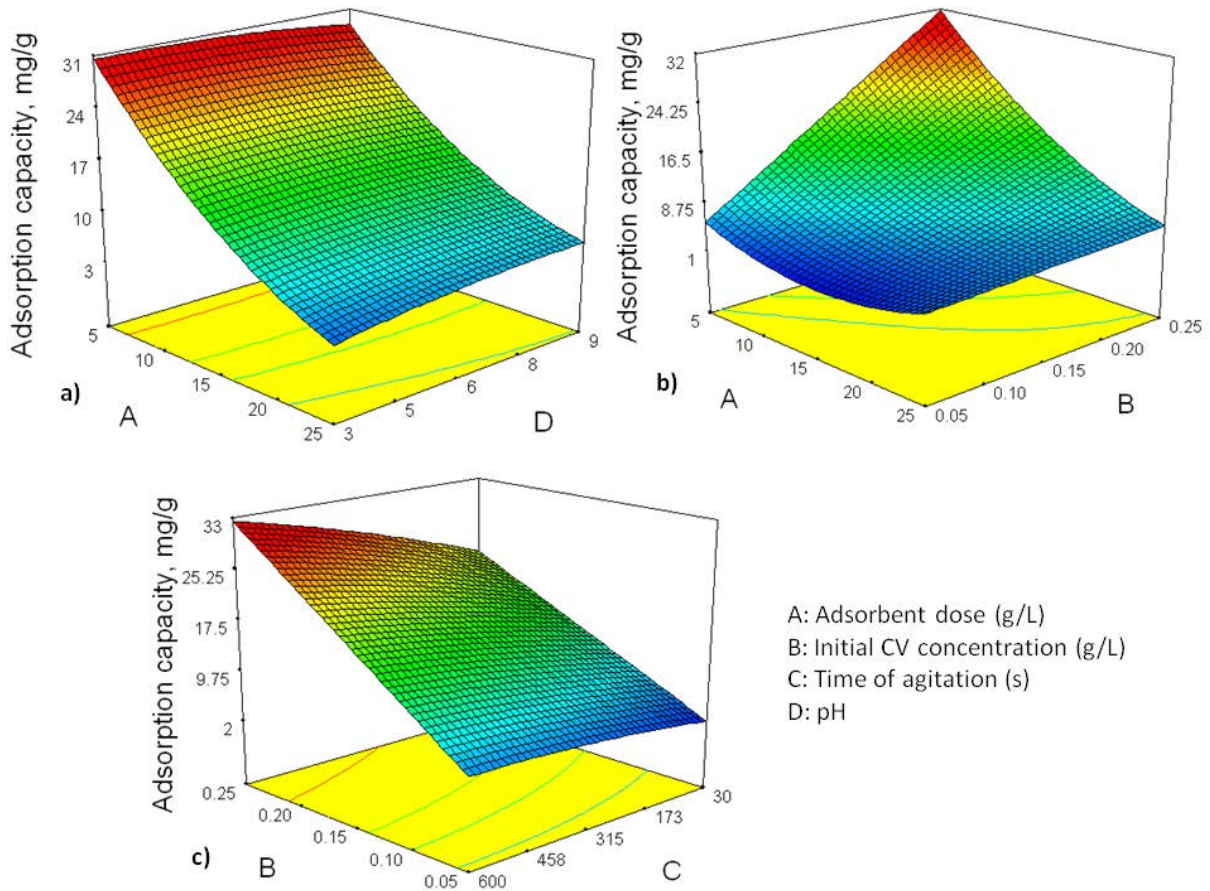 Adsorption capacity, mg/g
31
24
17
10
3
5
10
15
20
25
3
5
6
8
9
A
D
a)
Adsorption capacity, mg/g
32
24.25
16.5
8.75
1
5
10
15
20
25
0.05
0.10
0.15
0.20
0.25
A
B
b)
Adsorption capacity, mg/g
33
25.25
17.5
9.75
2
0.25
0.20
0.15
0.10
0.05
600
458
315
173
30
B
C
c)
A: Adsorbent dose (g/L)
B: Initial CV concentration (g/L)
C: Time of agitation (s)
D: pH